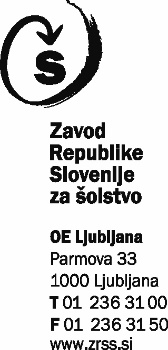 Š
Zavod
Republike
Slovenije
za šolstvo
OE Ljubljana
Parmova 33
1000 Ljubljana
T 01 236 31 00
F 01 236 31 50
www.zrss.si